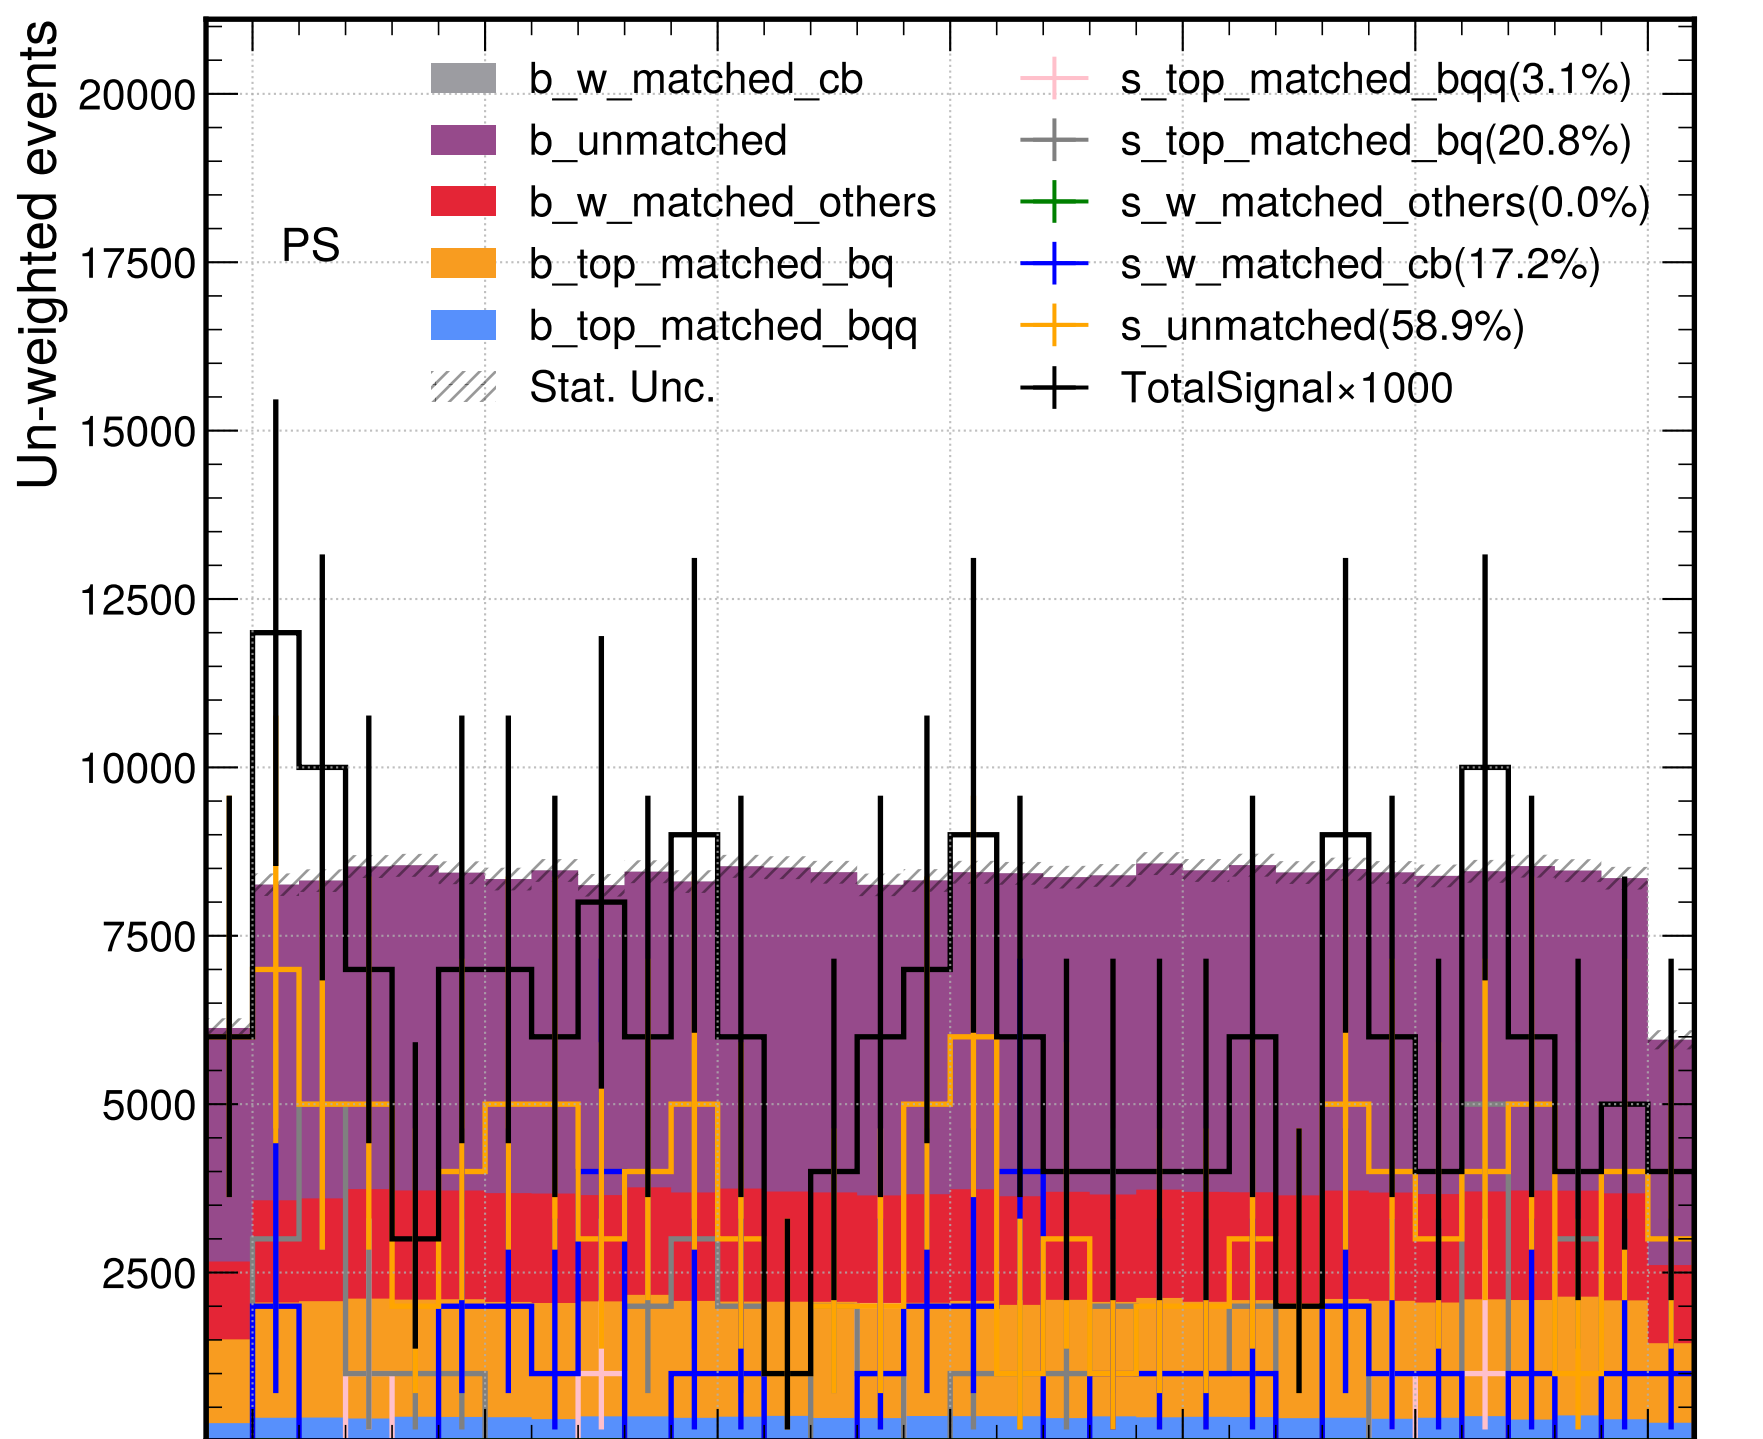 Un-weighted events
20000
17500
15000
12500
10000
7500
5000
2500
PS
b_w_matched_cb
b_unmatched
b_w_matched_others
b_top_matched_bq
b_top_matched_bqq
Stat. Unc.
s_top_matched_bqq(3.1%)
s_top_matched_bq(20.8%)
s_w_matched_others(0.0%)
s_w_matched_cb(17.2%)
s_unmatched(58.9%)
TotalSignal×1000